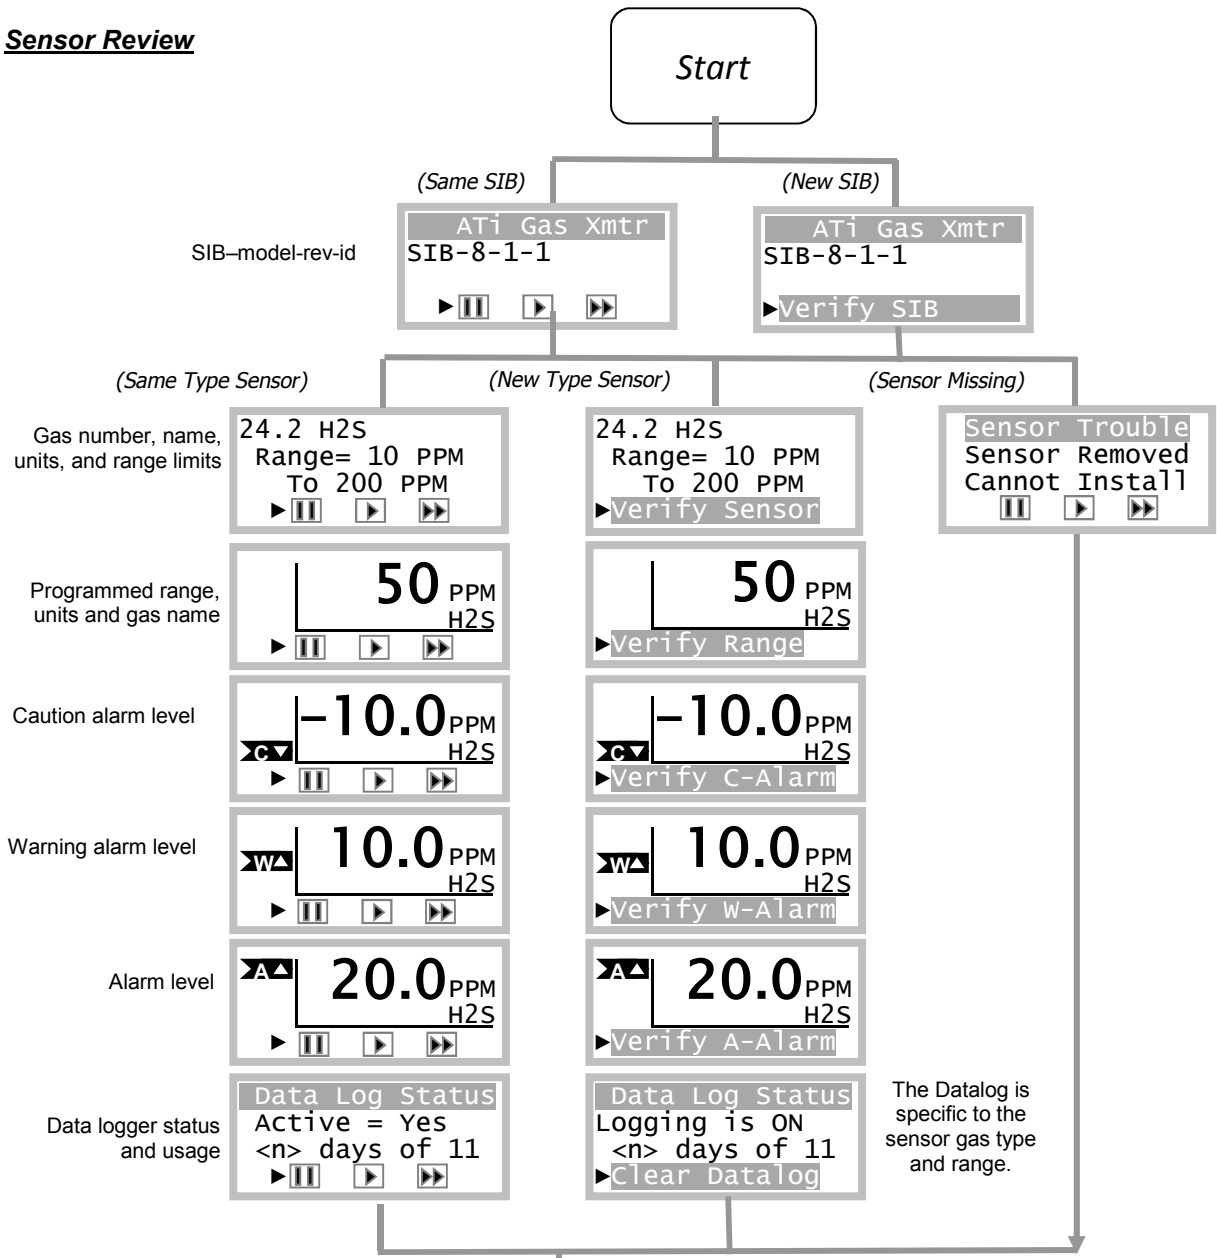 Sensor Review
Start
(Same SIB)
(New SIB)
SIB–model-rev-id
ATi Gas Xmtr
SIB-8-1-1
ATi Gas Xmtr
SIB-8-1-1
Verify SIB
(Same Type Sensor)
(New Type Sensor)
(Sensor Missing)
Gas number, name,
units, and range limits
24.2 H2S
Range= 10 PPM
To 200 PPM
24.2 H2S
Range= 10 PPM
To 200 PPM
Verify Sensor
Sensor Trouble
Sensor Removed
Cannot Install
Programmed range,
units and gas name
50 PPM
H2S
50 PPM
H2S
Verify Range
Caution alarm level
-10.0 PPM
C
H2S
-10.0 PPM
C
H2S
Verify C-Alarm
Warning alarm level
W 10.0 PPM
H2S
W 10.0 PPM
H2S
Verify W-Alarm
Alarm level
A 20.0 PPM
H2S
A 20.0 PPM
H2S
Verify A-Alarm
Data logger status
and usage
Data Log Status
Active = Yes
<n> days of 11
Data Log Status
Logging is ON
<n> days of 11
Clear Datalog
The Datalog is
specific to the
sensor gas type
and range.